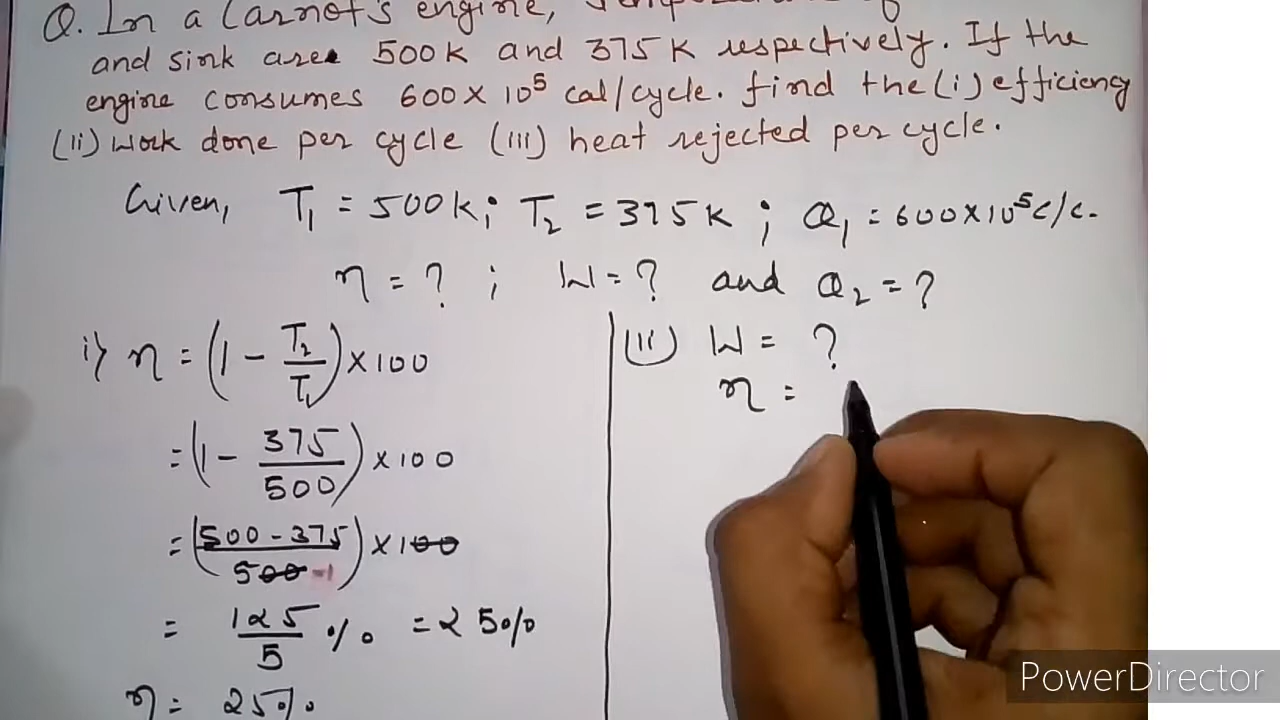 Q. In a Carnot's engine,
and sink are 500K and 375K respectively. If the
engine consumes 600 × 10⁵ cal/cycle. find the (i) efficiency
(ii) work done per cycle (iii) heat rejected per cycle.
Given, T₁ = 500K; T₂ = 375K ; Q₁ = 600×10⁵ c/c.
η = ? ; W = ? and Q₂ = ?
i) η = (1 - T₂/T₁) × 100
= (1 - 375/500) × 100
= (500 - 375/500) × 100
= 125/5 % = 25%
η = 25%
(ii) W = ?
η =
PowerDirector